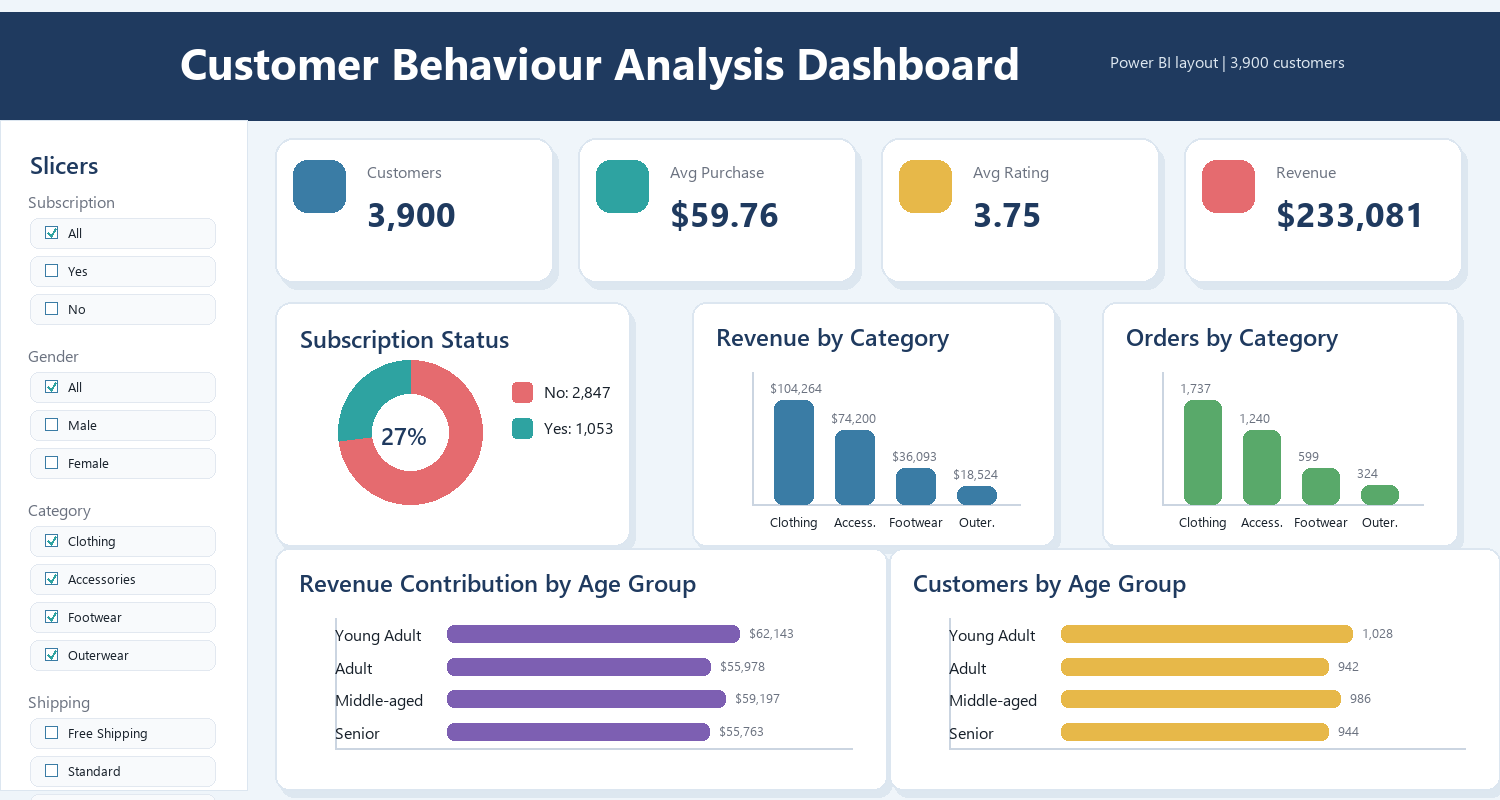 Customer Behaviour Analysis Dashboard
Power BI layout | 3,900 customers
Slicers
Subscription
All
Yes
No
Gender
All
Male
Female
Category
Clothing
Accessories
Footwear
Outerwear
Shipping
Free Shipping
Standard
Customers
3,900
Avg Purchase
$59.76
Avg Rating
3.75
Revenue
$233,081
Subscription Status
27%
No: 2,847
Yes: 1,053
Revenue by Category
$104,264
$74,200
$36,093
$18,524
Clothing Access. Footwear Outer.
Orders by Category
1,737
1,240
599
324
Clothing Access. Footwear Outer.
Revenue Contribution by Age Group
Young Adult $62,143
Adult $55,978
Middle-aged $59,197
Senior $55,763
Customers by Age Group
Young Adult 1,028
Adult 942
Middle-aged 986
Senior 944